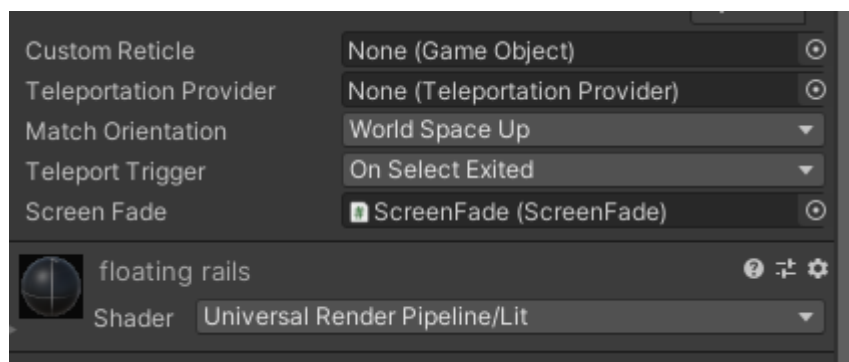 Custom Reticle None (Game Object)
Teleportation Provider None (Teleportation Provider)
Match Orientation World Space Up
Teleport Trigger On Select Exited
Screen Fade # ScreenFade (ScreenFade)
floating rails
Shader Universal Render Pipeline/Lit